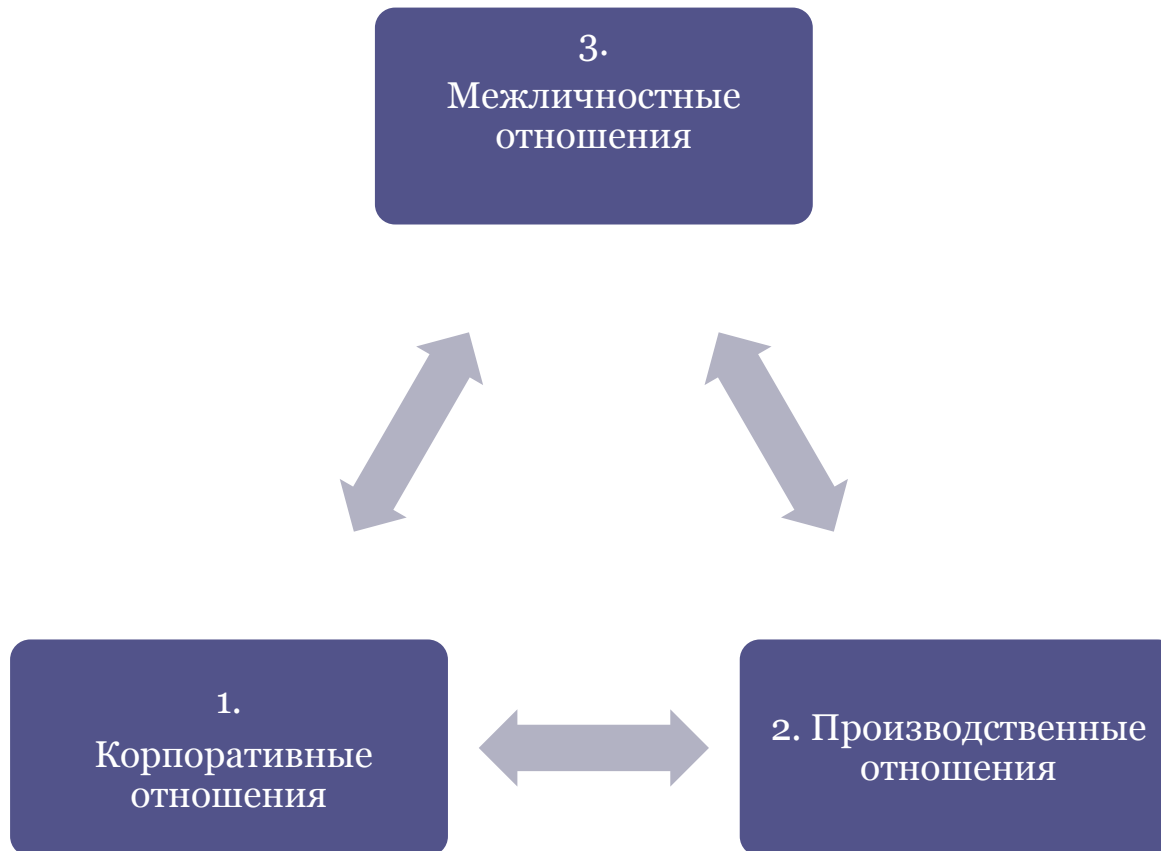 3.
Межличностные
отношения
1.
Корпоративные
отношения
2. Производственные
отношения